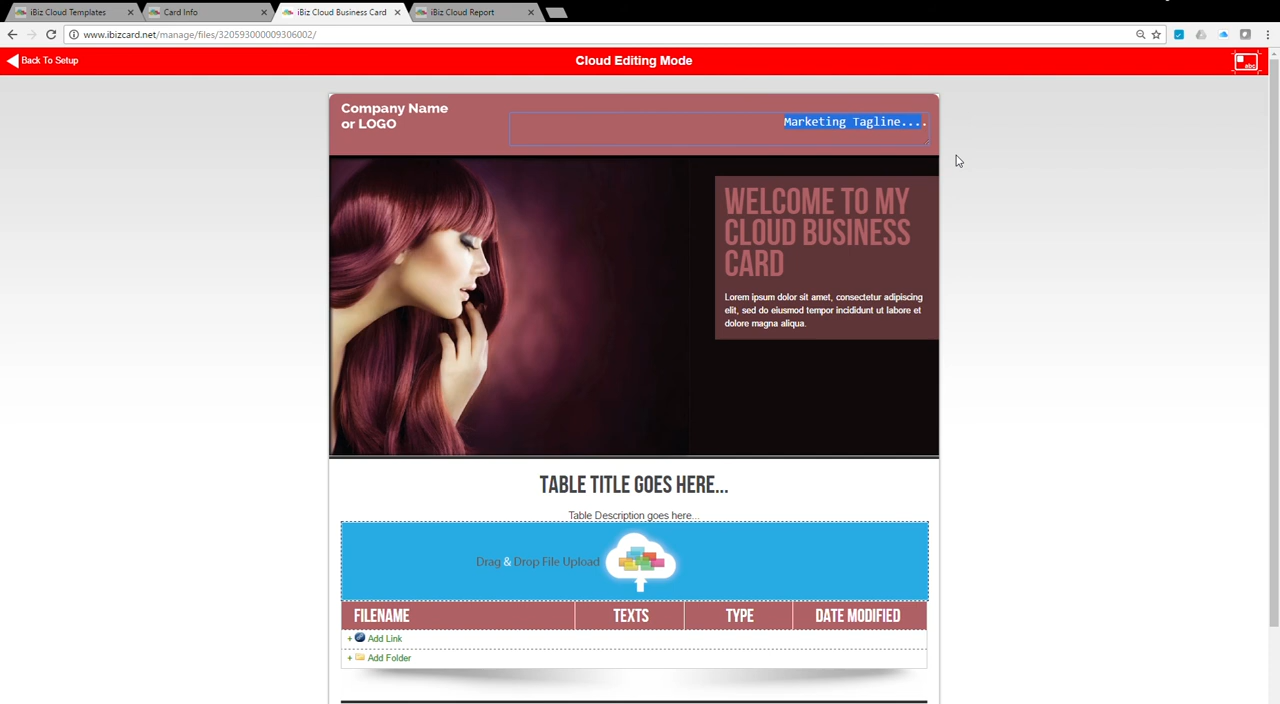 iBiz Cloud Templates
Card Info
iBiz Cloud Business Card
iBiz Cloud Report
www.ibizcard.net/manage/files/320593000009306002/
Back To Setup
Cloud Editing Mode
abc
Company Name
or LOGO
Marketing Tagline....
WELCOME TO MY
CLOUD BUSINESS
CARD
Lorem ipsum dolor sit amet, consectetur adipiscing
elit, sed do eiusmod tempor incididunt ut labore et
dolore magna aliqua.
TABLE TITLE GOES HERE...
Table Description goes here...
Drag & Drop File Upload
FILENAME TEXTS TYPE DATE MODIFIED
+ Add Link
+ Add Folder